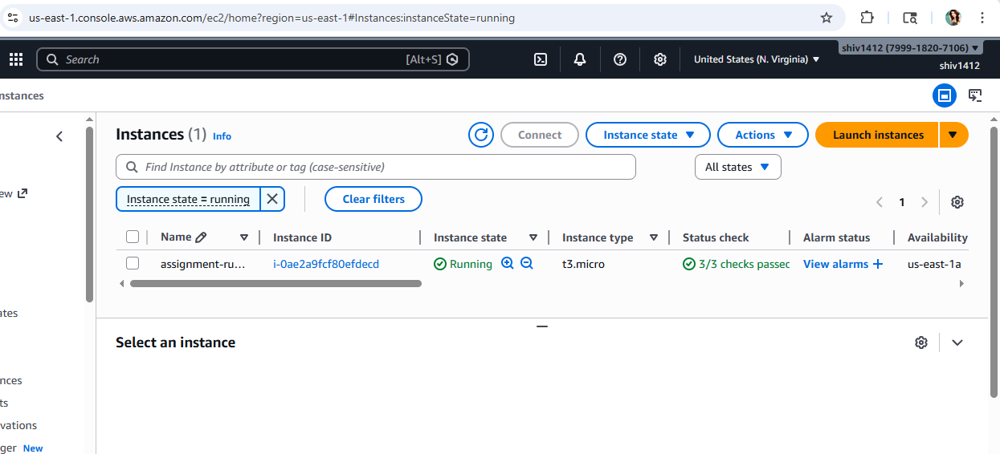 us-east-1.console.aws.amazon.com/ec2/home?region=us-east-1#Instances:instanceState=running
Search [Alt+S] United States (N. Virginia) shiv1412 (7999-1820-7106)
shiv1412
nstances
Instances (1) Info Connect Instance state Actions Launch instances
Find Instance by attribute or tag (case-sensitive) All states
Instance state = running Clear filters 1
ew
Name Instance ID Instance state Instance type Status check Alarm status Availability
assignment-ru... i-0ae2a9fcf80efdecd Running t3.micro 3/3 checks passec View alarms + us-east-1a
ates
Select an instance
nces
ts
vations
ger New